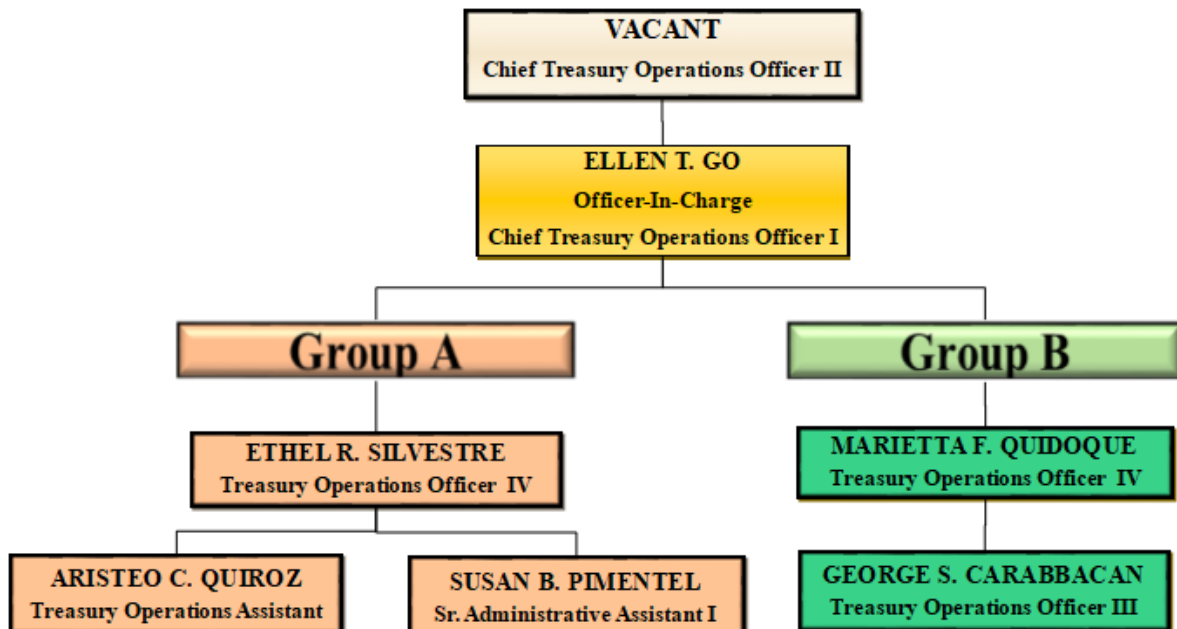 VACANT
Chief Treasury Operations Officer II
ELLEN T. GO
Officer-In-Charge
Chief Treasury Operations Officer I
Group A
Group B
ETHEL R. SILVESTRE
Treasury Operations Officer IV
MARIETTA F. QUIDOQUE
Treasury Operations Officer IV
ARISTEO C. QUIROZ
Treasury Operations Assistant
SUSAN B. PIMENTEL
Sr. Administrative Assistant I
GEORGE S. CARABBACAN
Treasury Operations Officer III